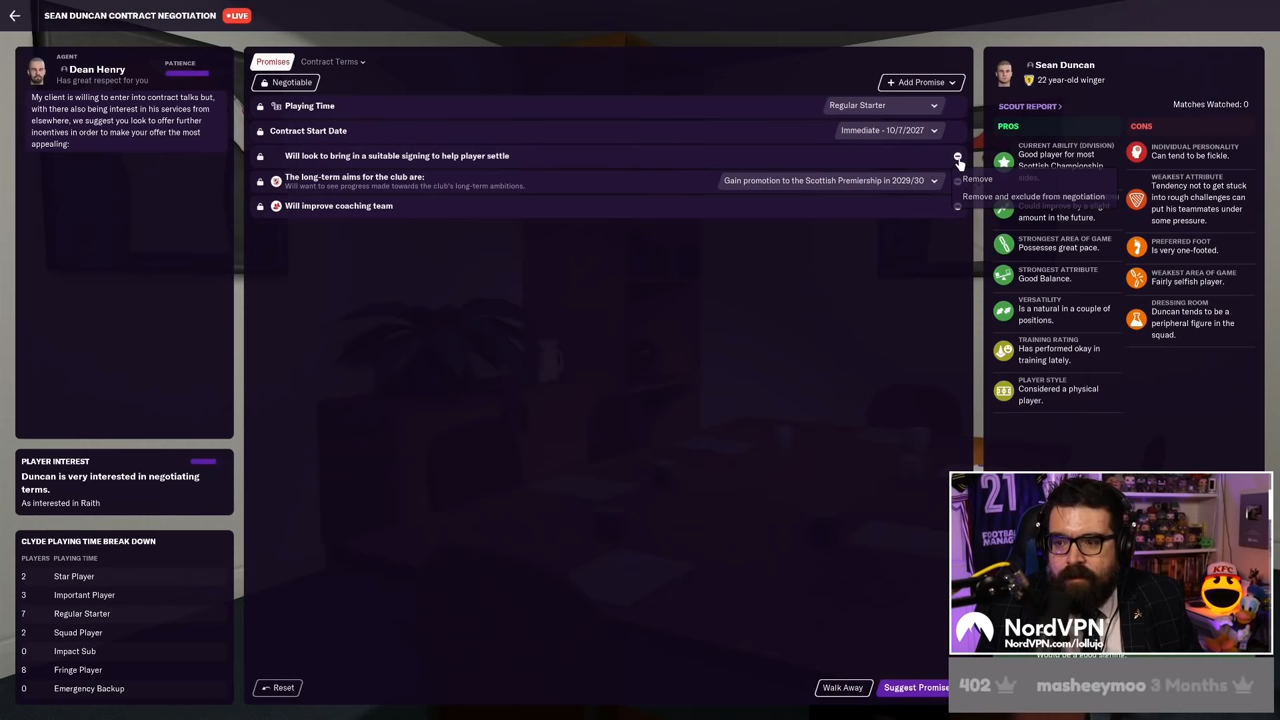 SEAN DUNCAN CONTRACT NEGOTIATION LIVE
AGENT
Dean Henry
Has great respect for you
PATIENCE
My client is willing to enter into contract talks but,
with there also being interest in his services from
elsewhere, we suggest you look to offer further
incentives in order to make your offer the most
appealing:
PLAYER INTEREST
Duncan is very interested in negotiating
terms.
As interested in Raith
CLYDE PLAYING TIME BREAK DOWN
PLAYERS PLAYING TIME
2 Star Player
3 Important Player
7 Regular Starter
2 Squad Player
0 Impact Sub
8 Fringe Player
0 Emergency Backup
Promises Contract Terms
Negotiable
+ Add Promise
Playing Time Regular Starter
Contract Start Date Immediate - 10/7/2027
Will look to bring in a suitable signing to help player settle
The long-term aims for the club are: Gain promotion to the Scottish Premiership in 2029/30
Will want to see progress made towards the club's long-term ambitions.
Will improve coaching team
Remove
Remove and exclude from negotiation
Reset
Walk Away
Suggest Promise
Sean Duncan
22 year-old winger
SCOUT REPORT >
Matches Watched: 0
PROS
CURRENT ABILITY (DIVISION)
Good player for most
Scottish Championship
sides.
amount in the future.
STRONGEST AREA OF GAME
Possesses great pace.
STRONGEST ATTRIBUTE
Good Balance.
VERSATILITY
Is a natural in a couple of
positions.
TRAINING RATING
Has performed okay in
training lately.
PLAYER STYLE
Considered a physical
player.
CONS
INDIVIDUAL PERSONALITY
Can tend to be fickle.
WEAKEST ATTRIBUTE
Tendency not to get stuck
into rough challenges can
put his teammates under
some pressure.
PREFERRED FOOT
Is very one-footed.
WEAKEST AREA OF GAME
Fairly selfish player.
DRESSING ROOM
Duncan tends to be a
peripheral figure in the
squad.
21
KFC
NordVPN
NordVPN.com/lollujo
402 masheeymoo 3 Months